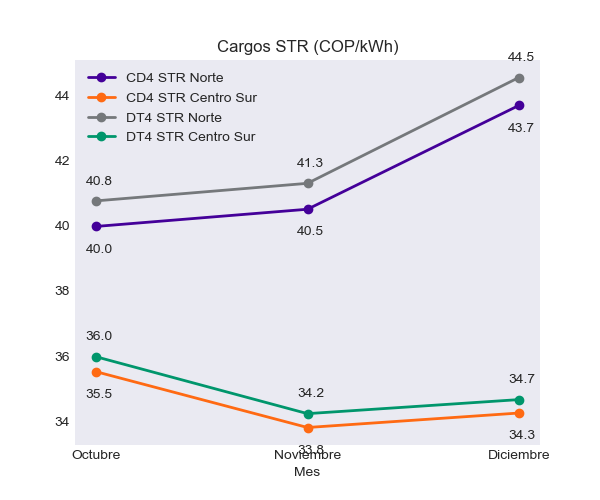 Cargos STR (COP/kWh)
CD4 STR Norte
CD4 STR Centro Sur
DT4 STR Norte
DT4 STR Centro Sur
44.5
44
43.7
42
41.3
40.8
40
40.5
40.0
38
36.0
36
35.5
34.7
34.2
34
34.3
33.8
Octubre
Noviembre
Diciembre
Mes